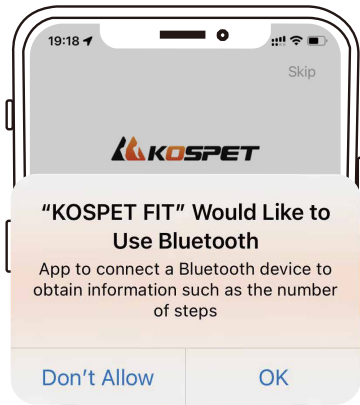 19:18
Skip
KOSPET
“KOSPET FIT” Would Like to
Use Bluetooth
App to connect a Bluetooth device to
obtain information such as the number
of steps
Don’t Allow
OK